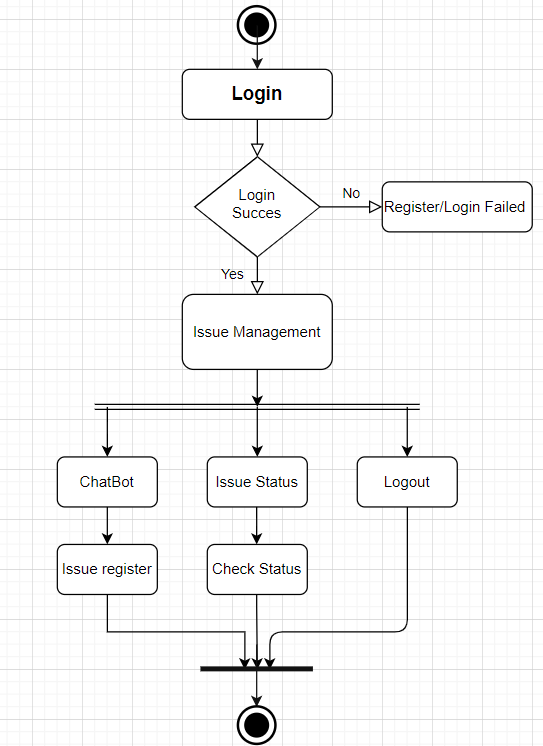 Login
Login
Succes
No
Register/Login Failed
Yes
Issue Management
ChatBot
Issue Status
Logout
Issue register
Check Status